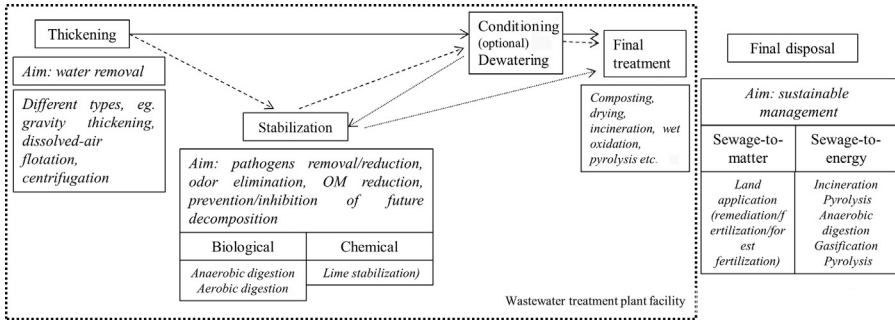 Thickening
Aim: water removal
Different types, eg.
gravity thickening,
dissolved-air
flotation,
centrifugation
Stabilization
Aim: pathogens removal/reduction,
odor elimination, OM reduction,
prevention/inhibition of future
decomposition
Biological
Chemical
Anaerobic digestion
Aerobic digestion
Lime stabilization)
Conditioning
(optional)
Dewatering
Final
treatment
Composting,
drying,
incineration, wet
oxidation,
pyrolysis etc.
Wastewater treatment plant facility
Final disposal
Aim: sustainable
management
Sewage-to-
matter
Sewage-to-
energy
Land
application
(remediation/f
ertilization/for
est
fertilization)
Incineration
Pyrolysis
Anaerobic
digestion
Gasification
Pyrolysis